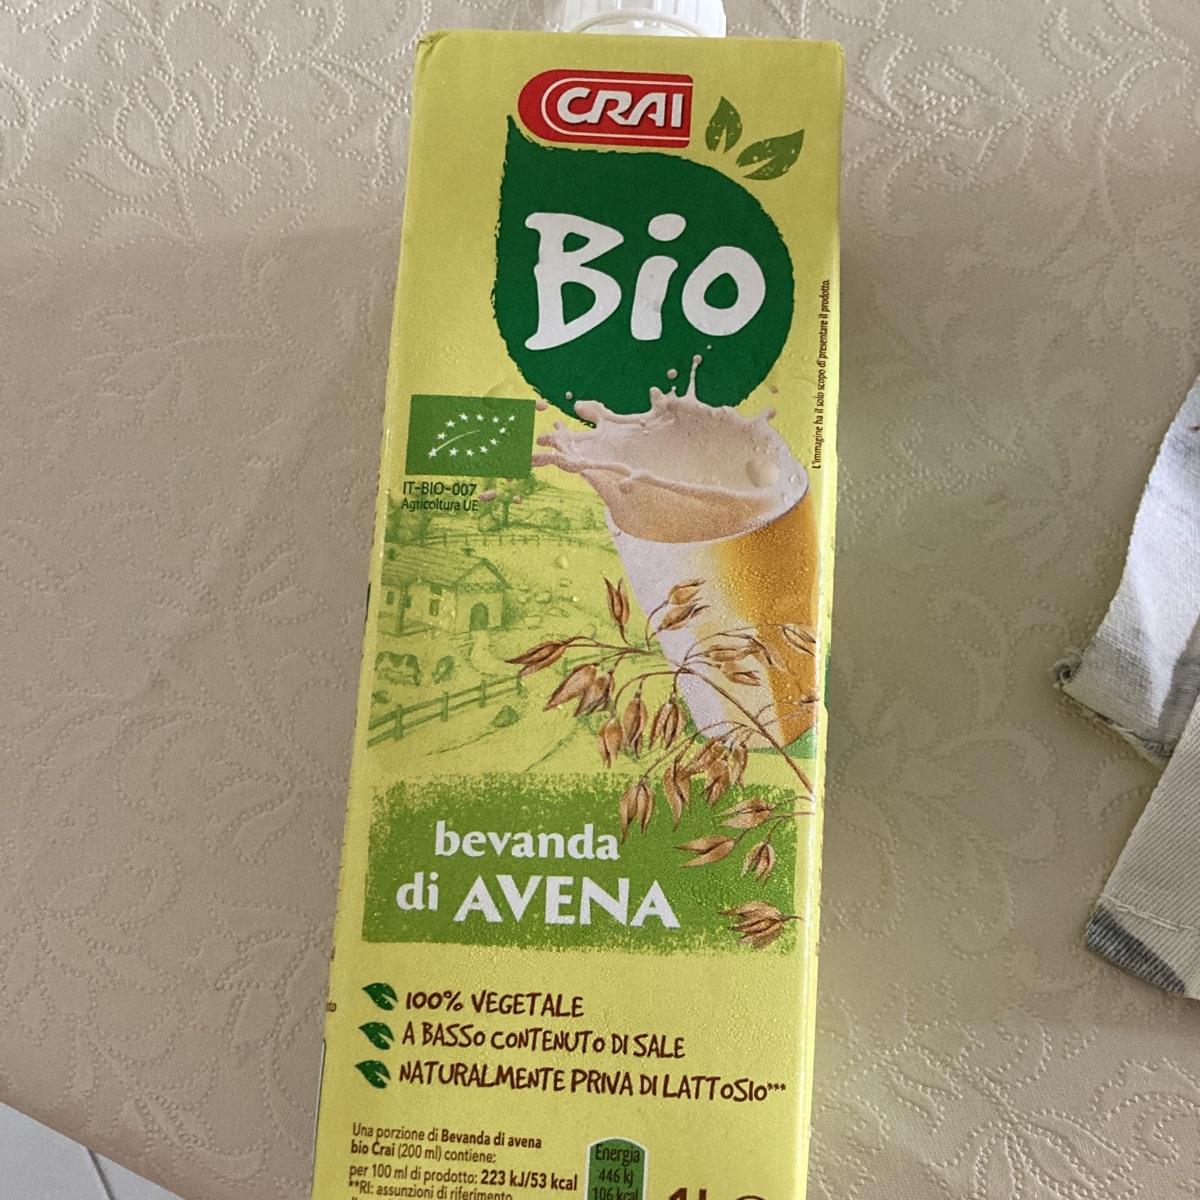 CRAI
Bio
L'immagine ha il solo scopo di presentare il prodotto.
IT-BIO-007
Agricoltura UE
bevanda
di AVENA
100% VEGETALE
A BASSO CONTENUTO DI SALE
NATURALMENTE PRIVA DI LATTOSIO***
Una porzione di Bevanda di avena
bio Crai (200 ml) contiene:
per 100 ml di prodotto: 223 kJ/53 kcal
**RI: assunzioni di riferimento
Energia
446 kJ
106 kcal